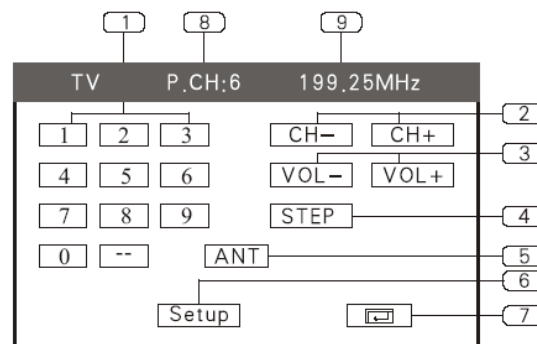 1 8 9
TV P.CH:6 199.25MHz
1 2 3 CH− CH+ 2
4 5 6 VOL− VOL+ 3
7 8 9 STEP 4
0 -- ANT 5
6
Setup 7